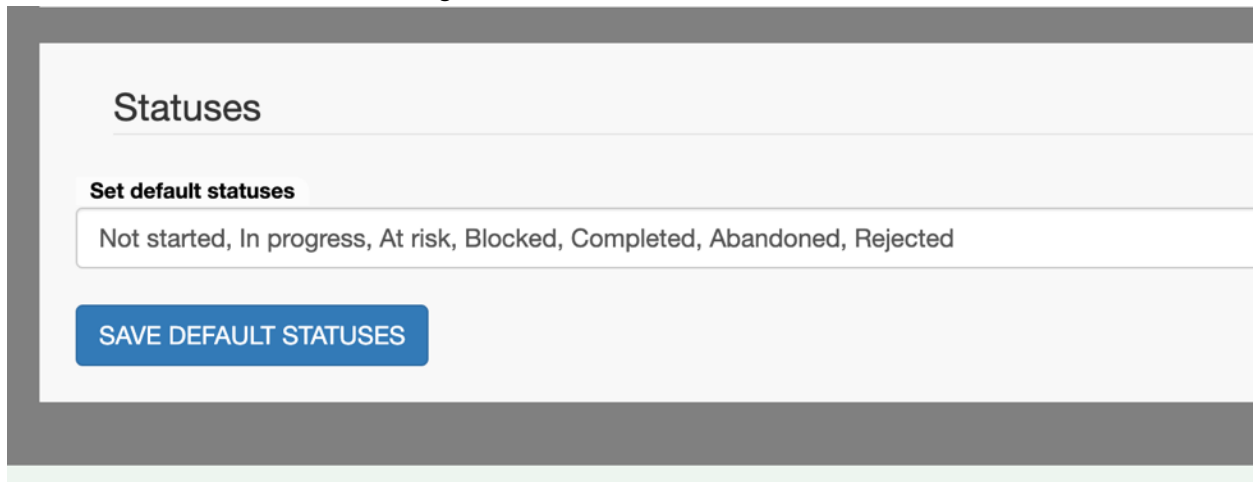 Statuses
Set default statuses
Not started, In progress, At risk, Blocked, Completed, Abandoned, Rejected
SAVE DEFAULT STATUSES